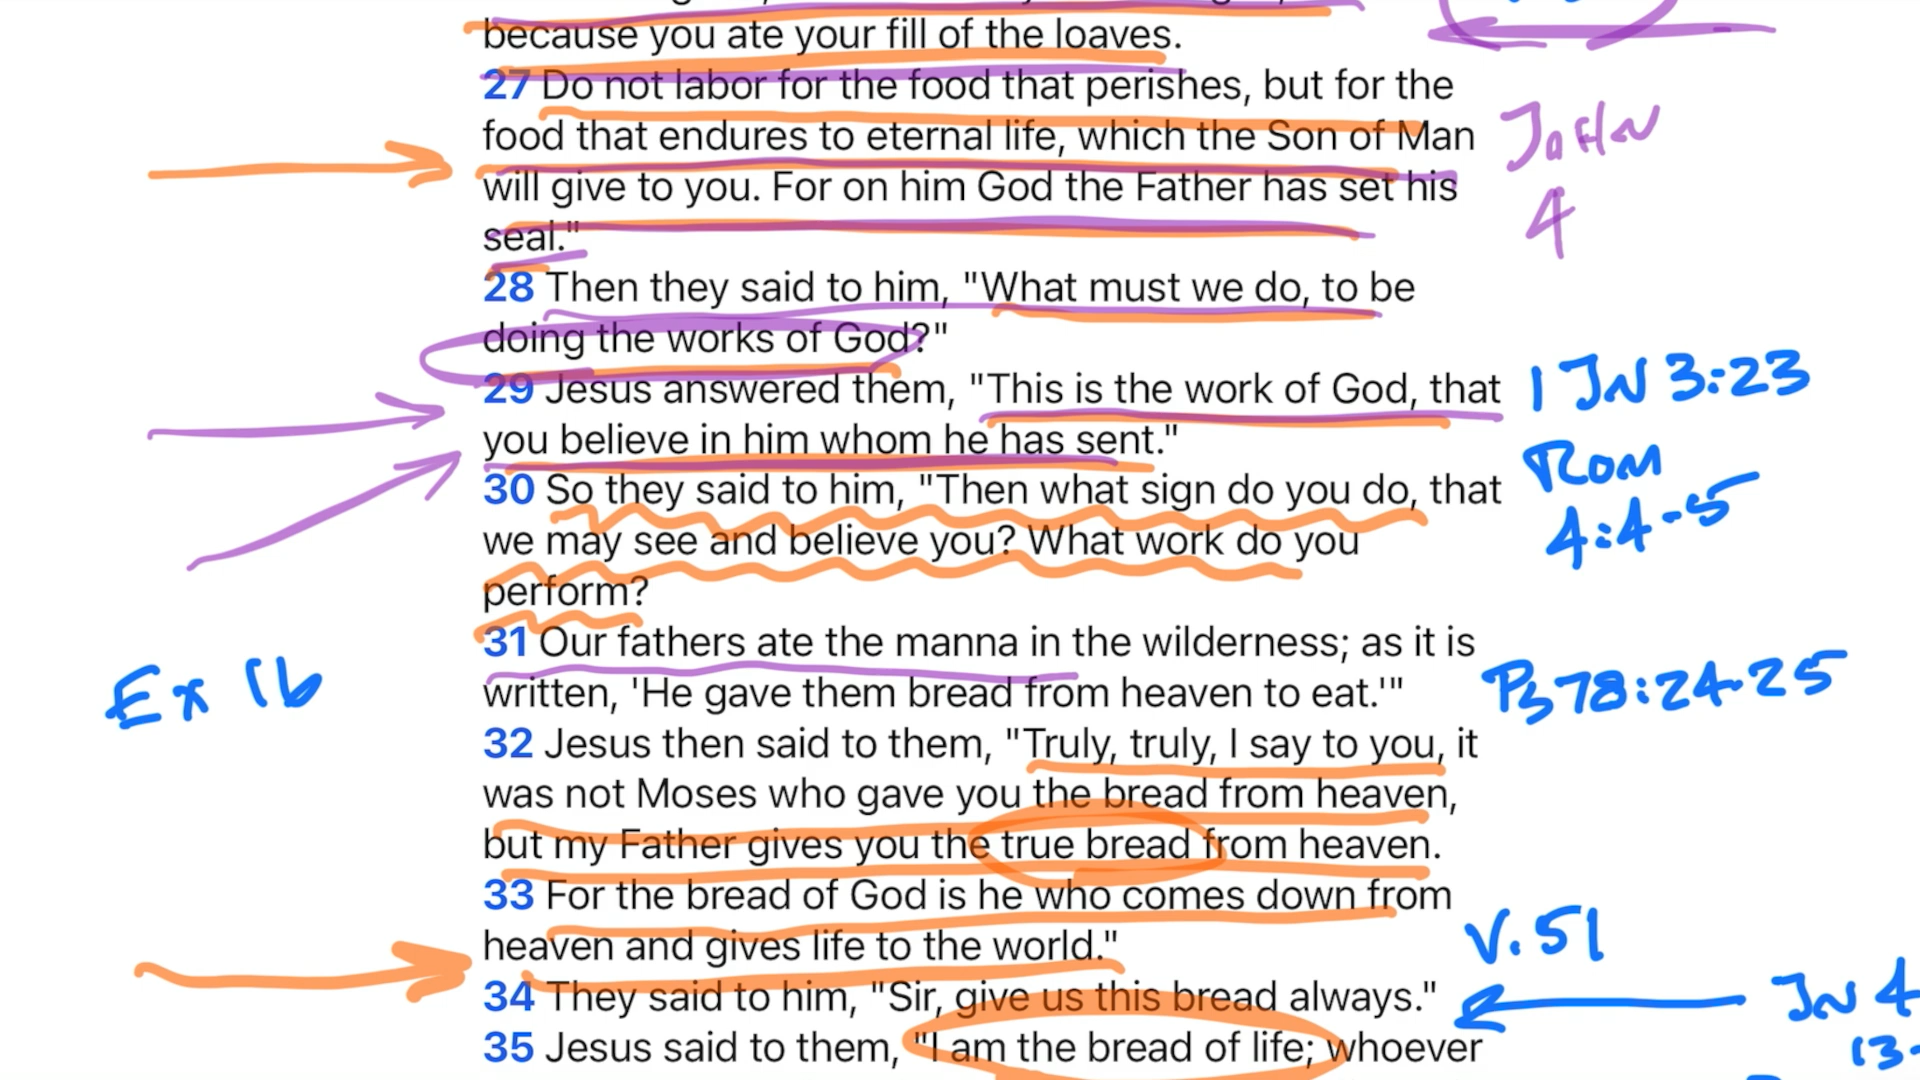 because you ate your fill of the loaves.
27 Do not labor for the food that perishes, but for the
food that endures to eternal life, which the Son of Man
will give to you. For on him God the Father has set his
seal."
JoHN
4
28 Then they said to him, "What must we do, to be
doing the works of God?"
29 Jesus answered them, "This is the work of God, that
you believe in him whom he has sent."
1 JN 3:23
Rom
4:4-5
30 So they said to him, "Then what sign do you do, that
we may see and believe you? What work do you
perform?
31 Our fathers ate the manna in the wilderness; as it is
written, 'He gave them bread from heaven to eat.'"
Ex 16
Ps 78:24-25
32 Jesus then said to them, "Truly, truly, I say to you, it
was not Moses who gave you the bread from heaven,
but my Father gives you the true bread from heaven.
33 For the bread of God is he who comes down from
heaven and gives life to the world."
V. 51
34 They said to him, "Sir, give us this bread always."
JN 4
13-
35 Jesus said to them, "I am the bread of life; whoever